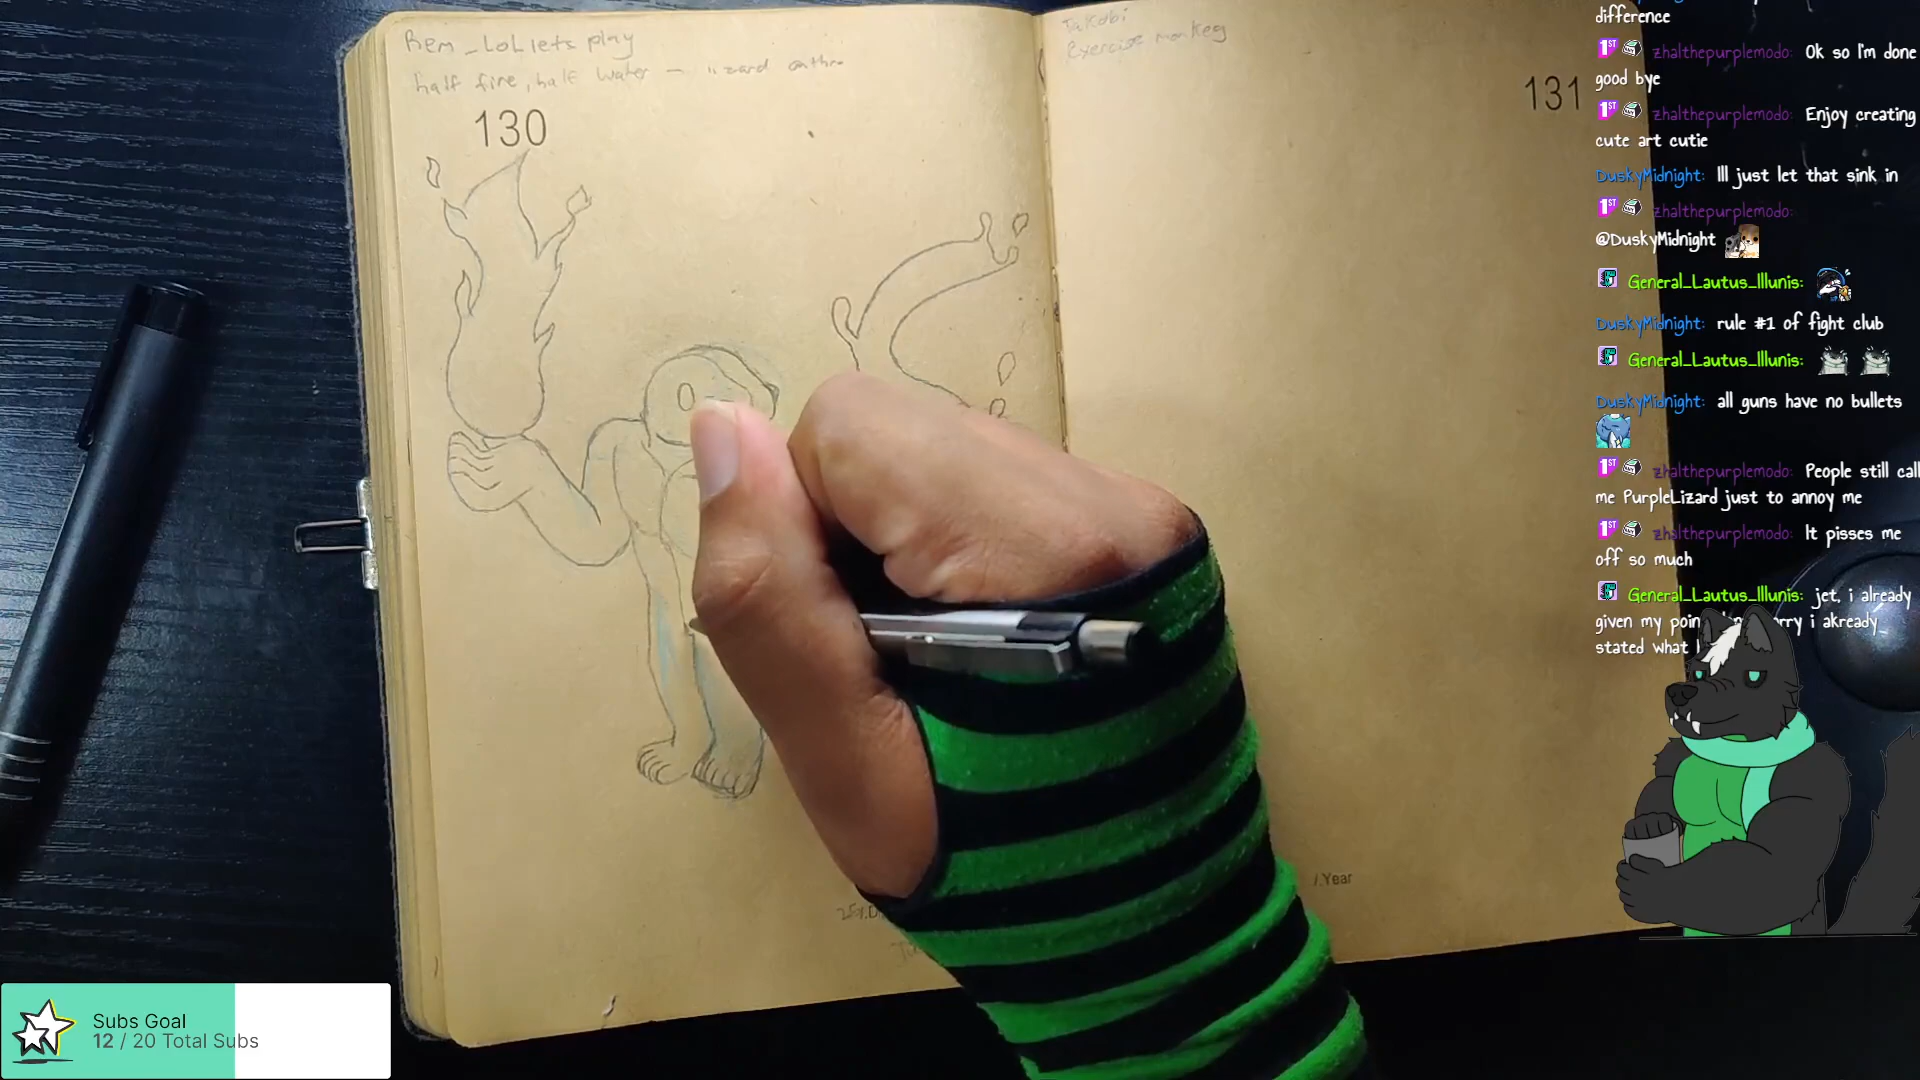 Rem_LoL lets play
half fire, half water - lizard anthro
130
Takobi
Exercise monkeg
131
/.Year
difference
zhalthepurplemodo: Ok so I'm done
good bye
zhalthepurplemodo: Enjoy creating
cute art cutie
DuskyMidnight: Ill just let that sink in
zhalthepurplemodo:
@DuskyMidnight
General_Lautus_Illunis:
DuskyMidnight: rule #1 of fight club
General_Lautus_Illunis:
DuskyMidnight: all guns have no bullets
zhalthepurplemodo: People still call
me PurpleLizard just to annoy me
zhalthepurplemodo: It pisses me
off so much
General_Lautus_Illunis: jet, i already
given my i akready
stated what
Subs Goal
12 / 20 Total Subs